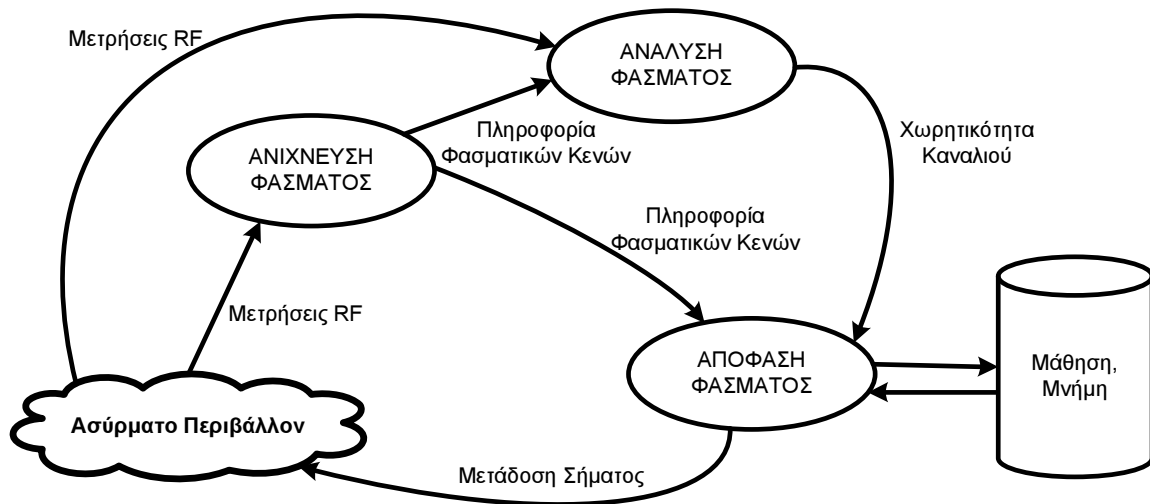 Μετρήσεις RF
ΑΝΑΛΥΣΗ
ΦΑΣΜΑΤΟΣ
Πληροφορία
Φασματικών Κενών
Χωρητικότητα
Καναλιού
ΑΝΙΧΝΕΥΣΗ
ΦΑΣΜΑΤΟΣ
Πληροφορία
Φασματικών Κενών
Μετρήσεις RF
ΑΠΟΦΑΣΗ
ΦΑΣΜΑΤΟΣ
Μάθηση,
Μνήμη
Ασύρματο Περιβάλλον
Μετάδοση Σήματος